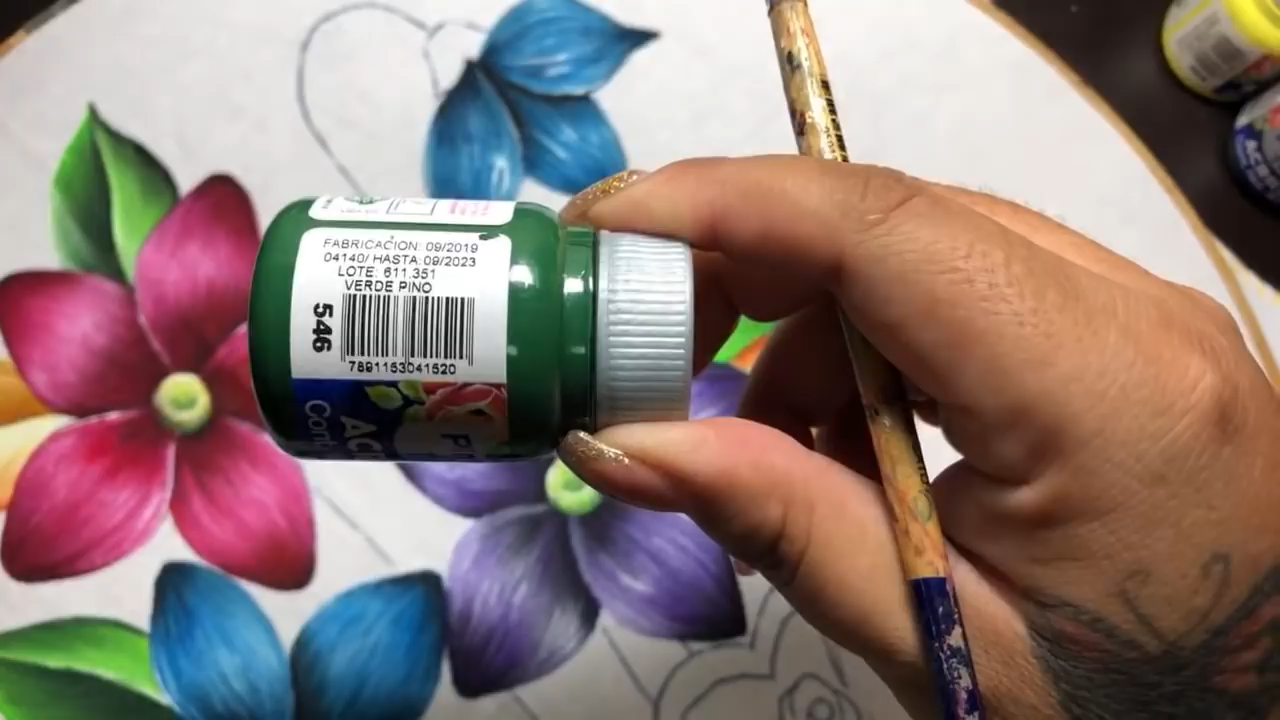 FABRICACION: 09/2019
04140/ HASTA: 09/2023
LOTE: 611.351
VERDE PINO
546
7891153041520